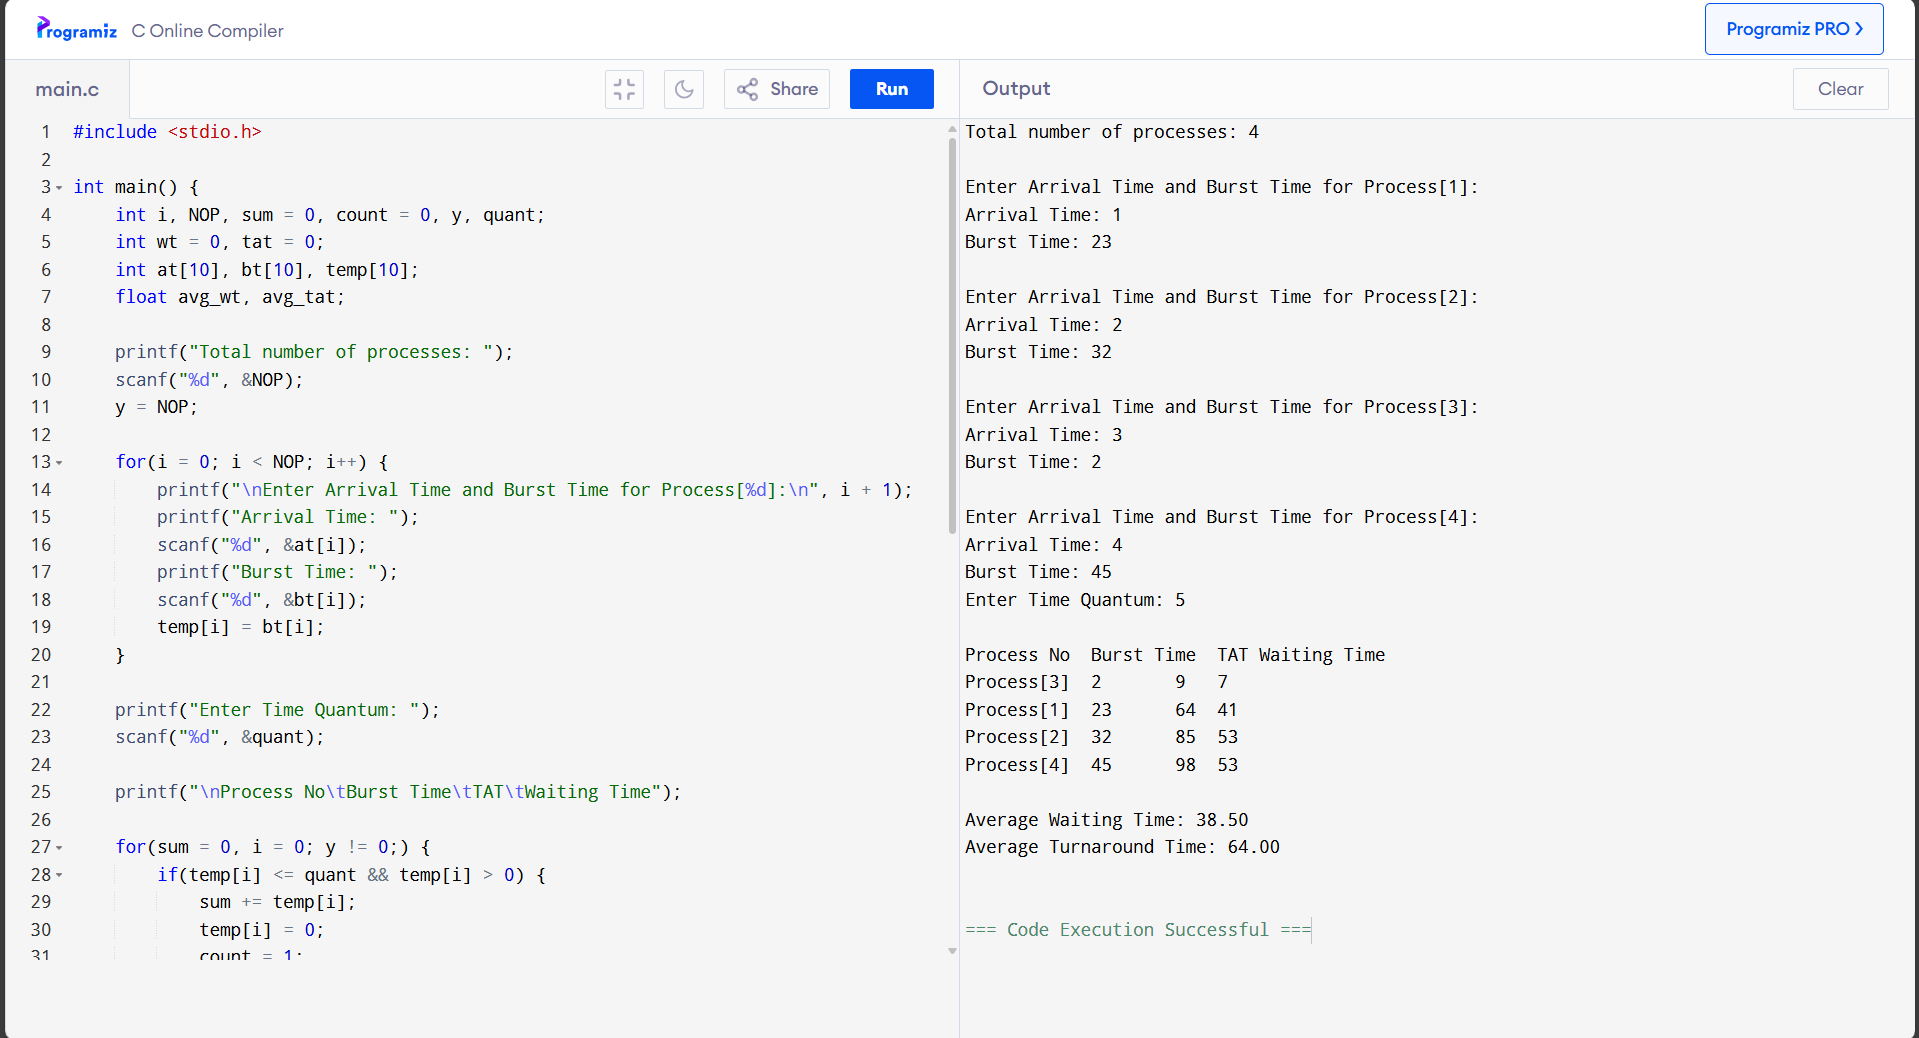 Programiz C Online Compiler
Programiz PRO
main.c
Share
Run
Output
Clear
1 #include <stdio.h>
2
3 int main() {
4 int i, NOP, sum = 0, count = 0, y, quant;
5 int wt = 0, tat = 0;
6 int at[10], bt[10], temp[10];
7 float avg_wt, avg_tat;
8
9 printf("Total number of processes: ");
10 scanf("%d", &NOP);
11 y = NOP;
12
13 for(i = 0; i < NOP; i++) {
14 printf("\nEnter Arrival Time and Burst Time for Process[%d]:\n", i + 1);
15 printf("Arrival Time: ");
16 scanf("%d", &at[i]);
17 printf("Burst Time: ");
18 scanf("%d", &bt[i]);
19 temp[i] = bt[i];
20 }
21
22 printf("Enter Time Quantum: ");
23 scanf("%d", &quant);
24
25 printf("\nProcess No\tBurst Time\tTAT\tWaiting Time");
26
27 for(sum = 0, i = 0; y != 0;) {
28 if(temp[i] <= quant && temp[i] > 0) {
29 sum += temp[i];
30 temp[i] = 0;
31 count = 1;
Total number of processes: 4
Enter Arrival Time and Burst Time for Process[1]:
Arrival Time: 1
Burst Time: 23
Enter Arrival Time and Burst Time for Process[2]:
Arrival Time: 2
Burst Time: 32
Enter Arrival Time and Burst Time for Process[3]:
Arrival Time: 3
Burst Time: 2
Enter Arrival Time and Burst Time for Process[4]:
Arrival Time: 4
Burst Time: 45
Enter Time Quantum: 5
Process No Burst Time TAT Waiting Time
Process[3] 2 9 7
Process[1] 23 64 41
Process[2] 32 85 53
Process[4] 45 98 53
Average Waiting Time: 38.50
Average Turnaround Time: 64.00
=== Code Execution Successful ===